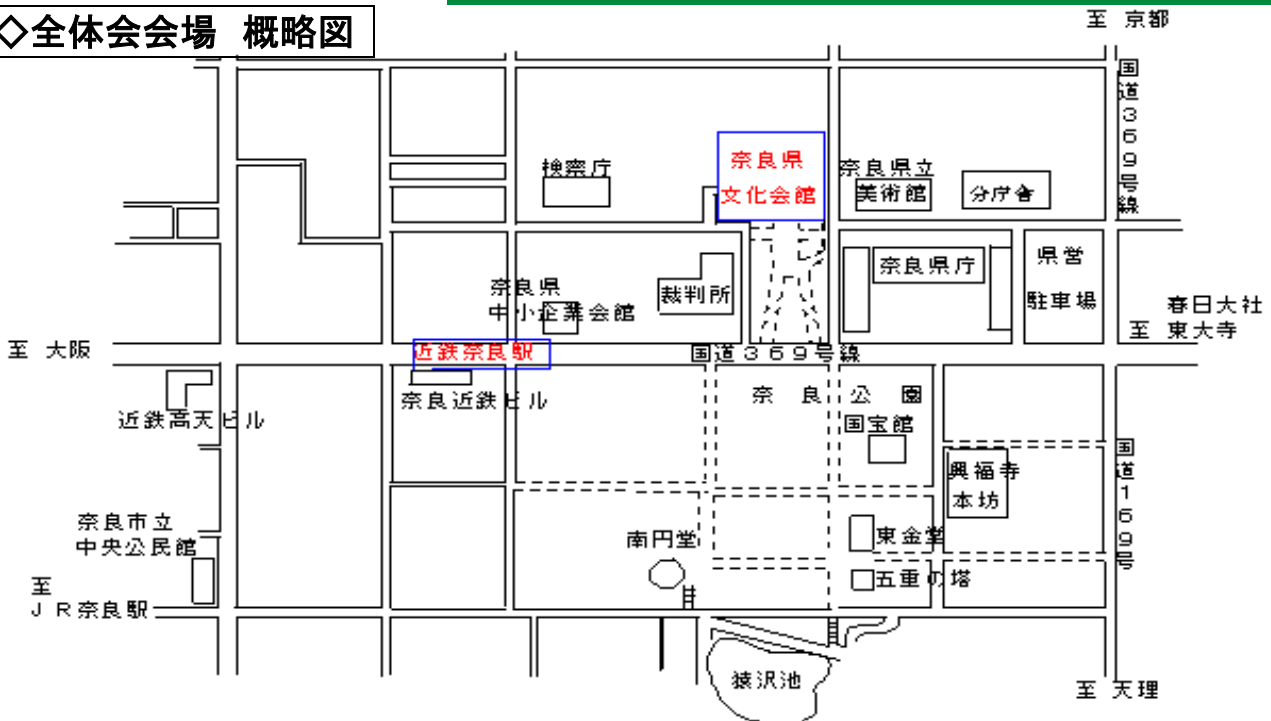 ◇全体会会場 概略図
至 京都
国道369号線
検察庁
奈良県
文化会館
奈良県立
美術館
分庁舎
奈良県
中小企業会館
裁判所
奈良県庁
県営
駐車場
春日大社
至 東大寺
至 大阪
近鉄奈良駅
国道369号線
奈良近鉄ビル
近鉄高天ビル
奈良公園
国宝館
興福寺
本坊
国道169号
奈良市立
中央公民館
南円堂
東金堂
五重の塔
至
JR奈良駅
猿沢池
至 天理